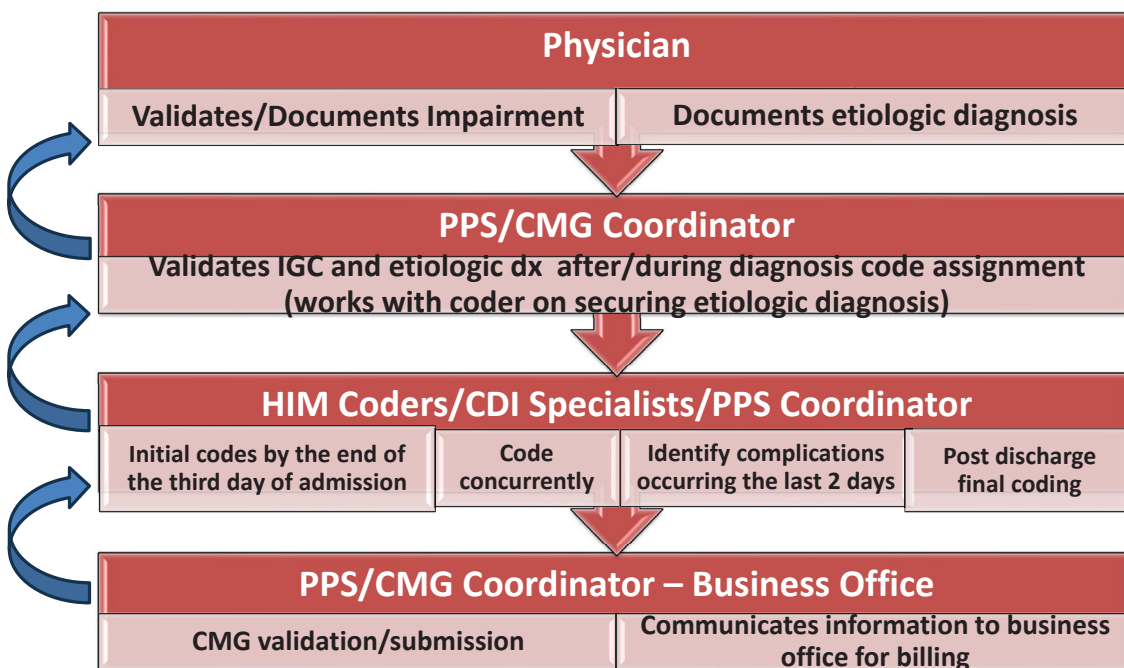 Physician
Validates/Documents Impairment
Documents etiologic diagnosis
PPS/CMG Coordinator
Validates IGC and etiologic dx after/during diagnosis code assignment
(works with coder on securing etiologic diagnosis)
HIM Coders/CDI Specialists/PPS Coordinator
Initial codes by the end of
the third day of admission
Code
concurrently
Identify complications
occurring the last 2 days
Post discharge
final coding
PPS/CMG Coordinator – Business Office
CMG validation/submission
Communicates information to business
office for billing